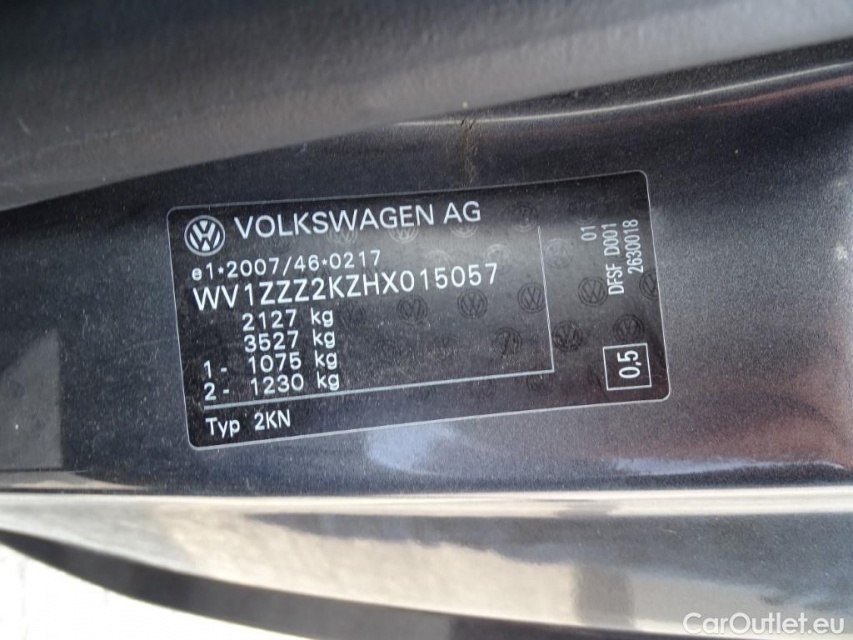 VOLKSWAGEN AG
e1*2007/46*0217
WV1ZZZ2KZHX015057
2127 kg
3527 kg
1- 1075 kg
2- 1230 kg
Typ 2KN
01
DFSF D001
2630018
0,5
CarOutlet.eu